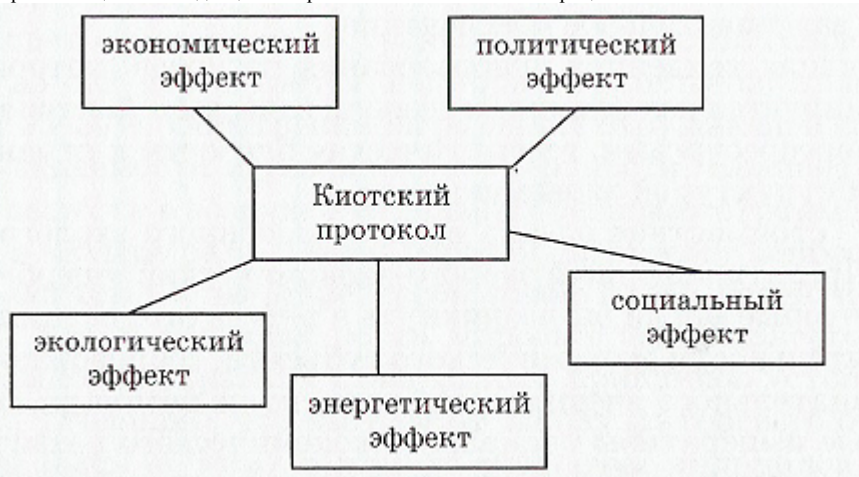 экономический
эффект
политический
эффект
Киотский
протокол
социальный
эффект
экологический
эффект
энергетический
эффект